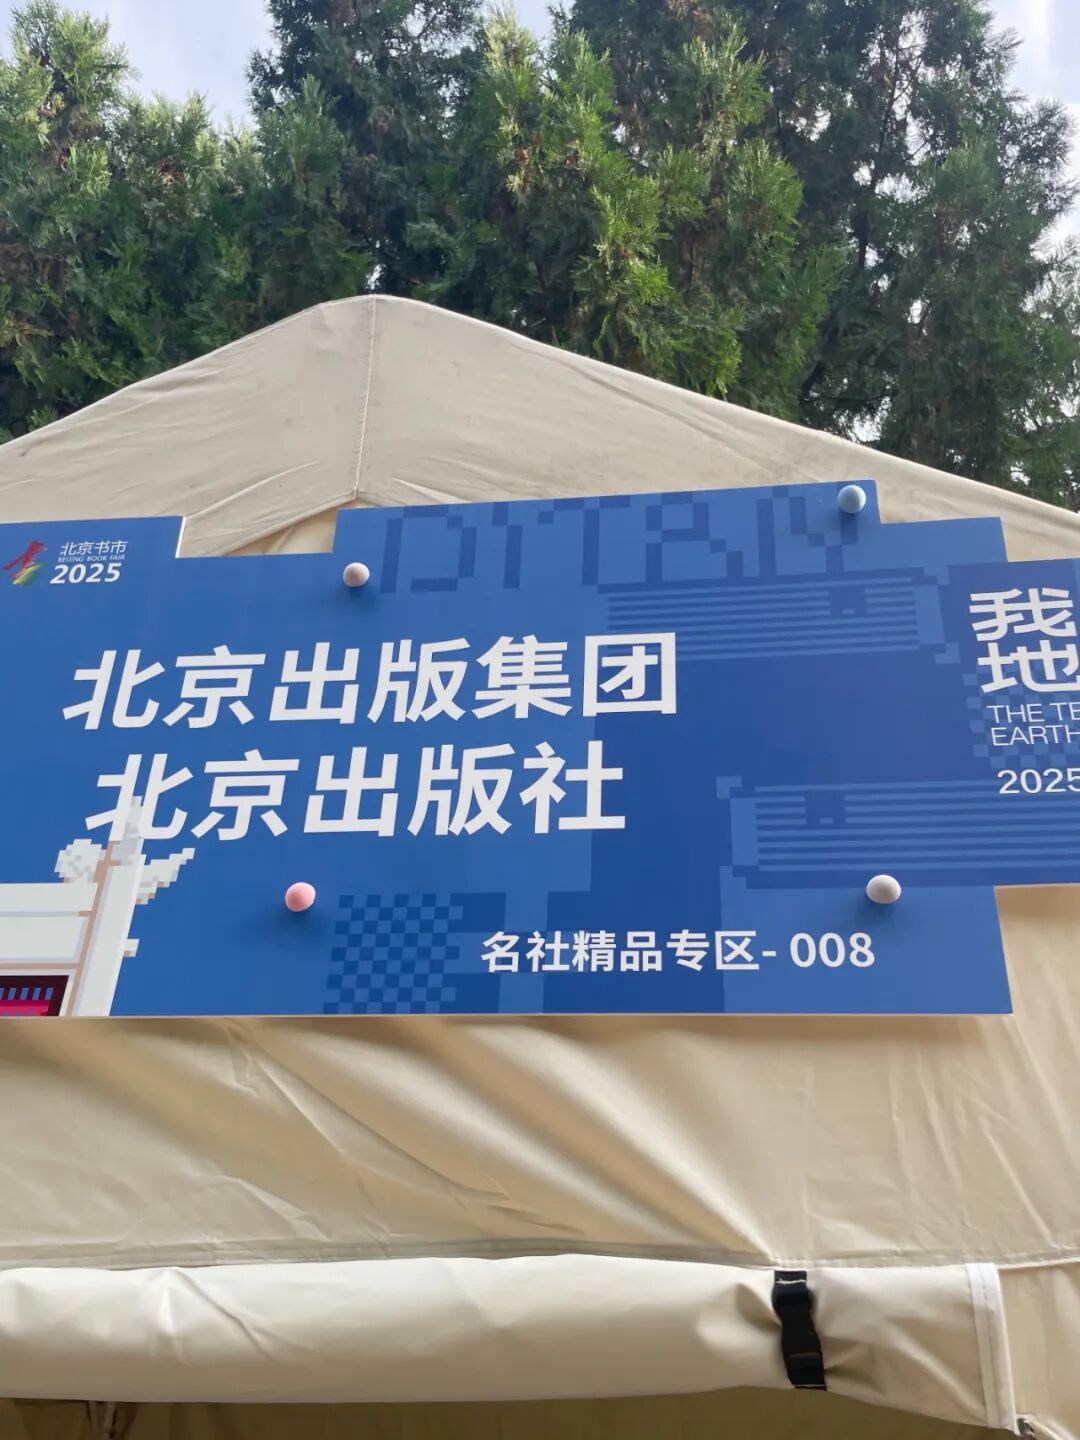 北京书市
BEIJING BOOK FAIR
2025
北京出版集团
北京出版社
名社精品专区- 008
我
地
THE TE
EARTH
2025